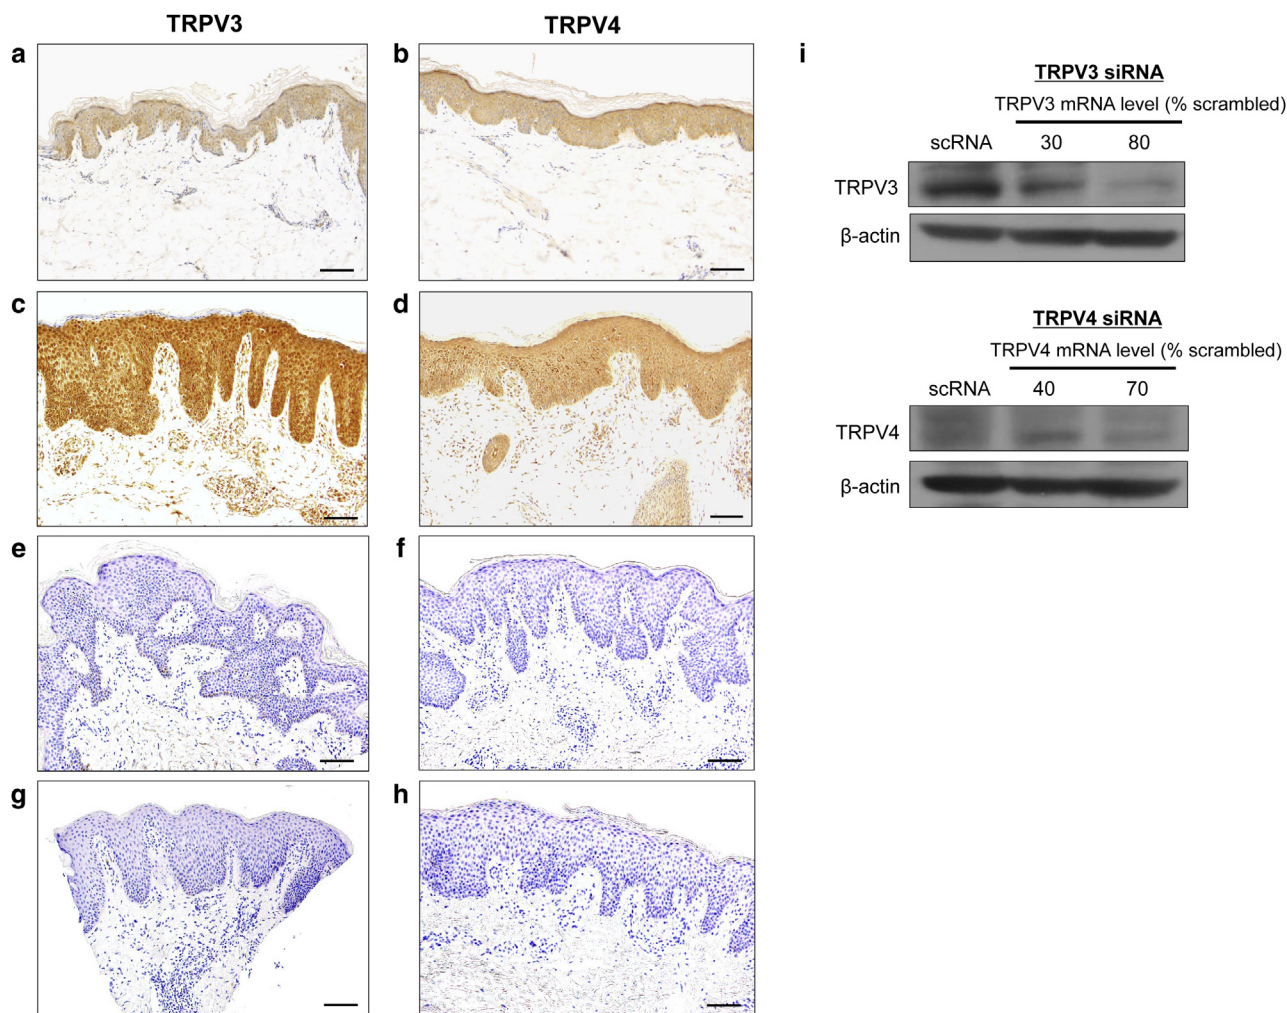 TRPV3
TRPV4
a
b
c
d
e
f
g
h
i
TRPV3 siRNA
TRPV3 mRNA level (% scrambled)
scRNA 30 80
TRPV3
β-actin
TRPV4 siRNA
TRPV4 mRNA level (% scrambled)
scRNA 40 70
TRPV4
β-actin